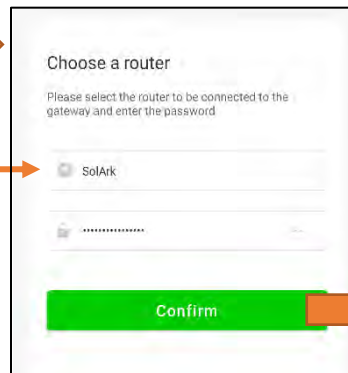 Choose a router
Please select the router to be connected to the
gateway and enter the password
SolArk
••••••••••••••••
Confirm